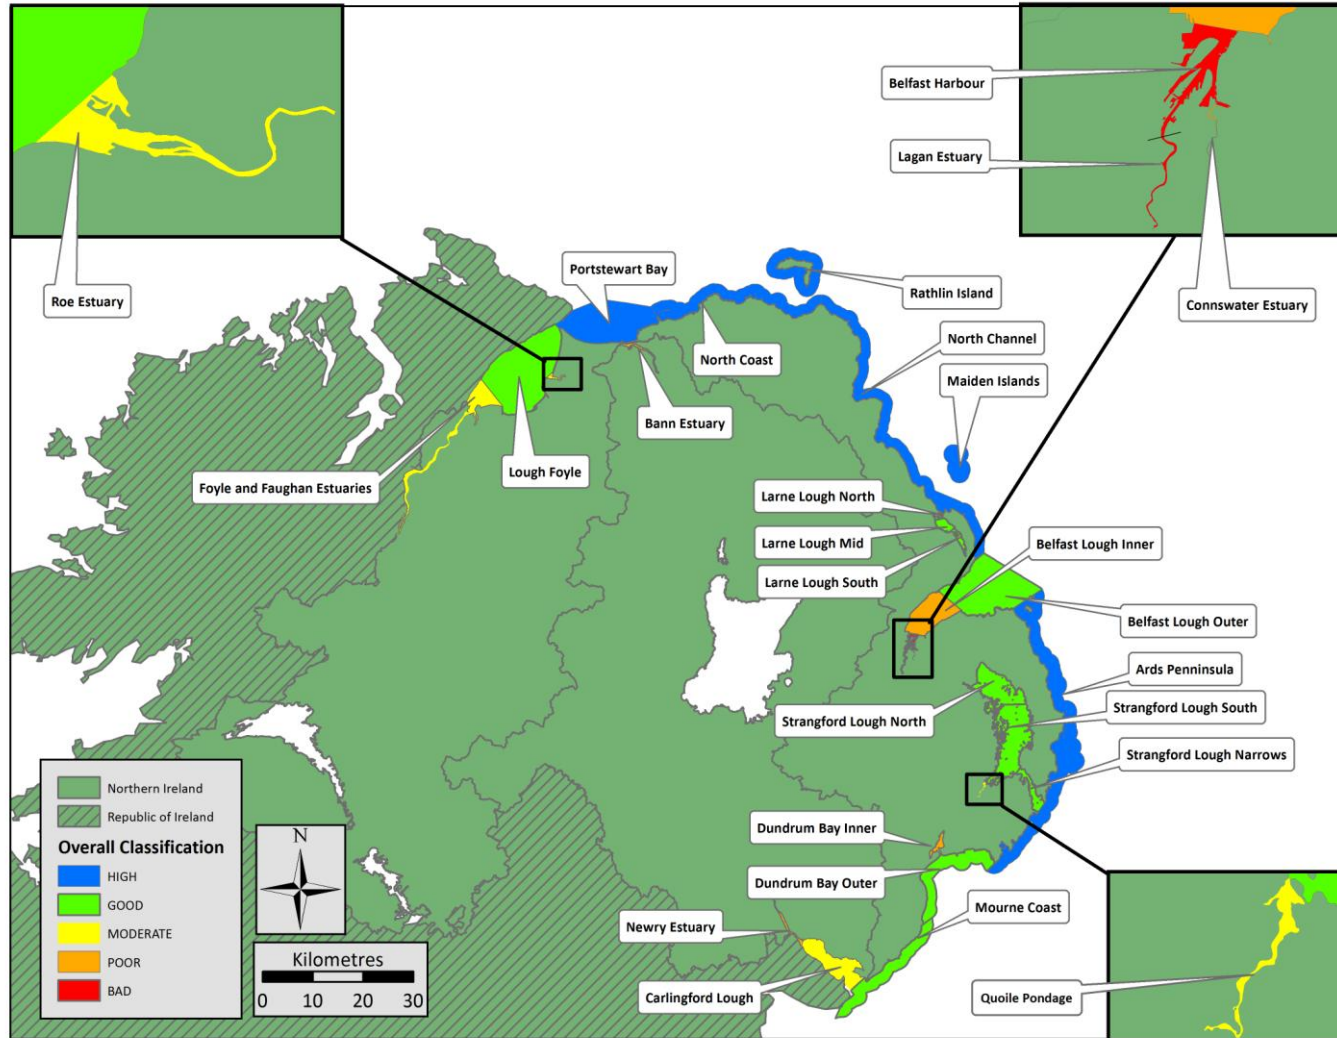 Belfast Harbour
Lagan Estuary
Roe Estuary
Portstewart Bay
Rathlin Island
Connswater Estuary
North Channel
North Coast
Maiden Islands
Bann Estuary
Lough Foyle
Foyle and Faughan Estuaries
Larne Lough North
Larne Lough Mid
Belfast Lough Inner
Larne Lough South
Belfast Lough Outer
Ards Penninsula
Strangford Lough North
Strangford Lough South
Strangford Lough Narrows
Dundrum Bay Inner
Dundrum Bay Outer
Mourne Coast
Newry Estuary
Carlingford Lough
Quoile Pondage
Northern Ireland
Republic of Ireland
Overall Classification
HIGH
GOOD
MODERATE
POOR
BAD
N
Kilometres
0 10 20 30